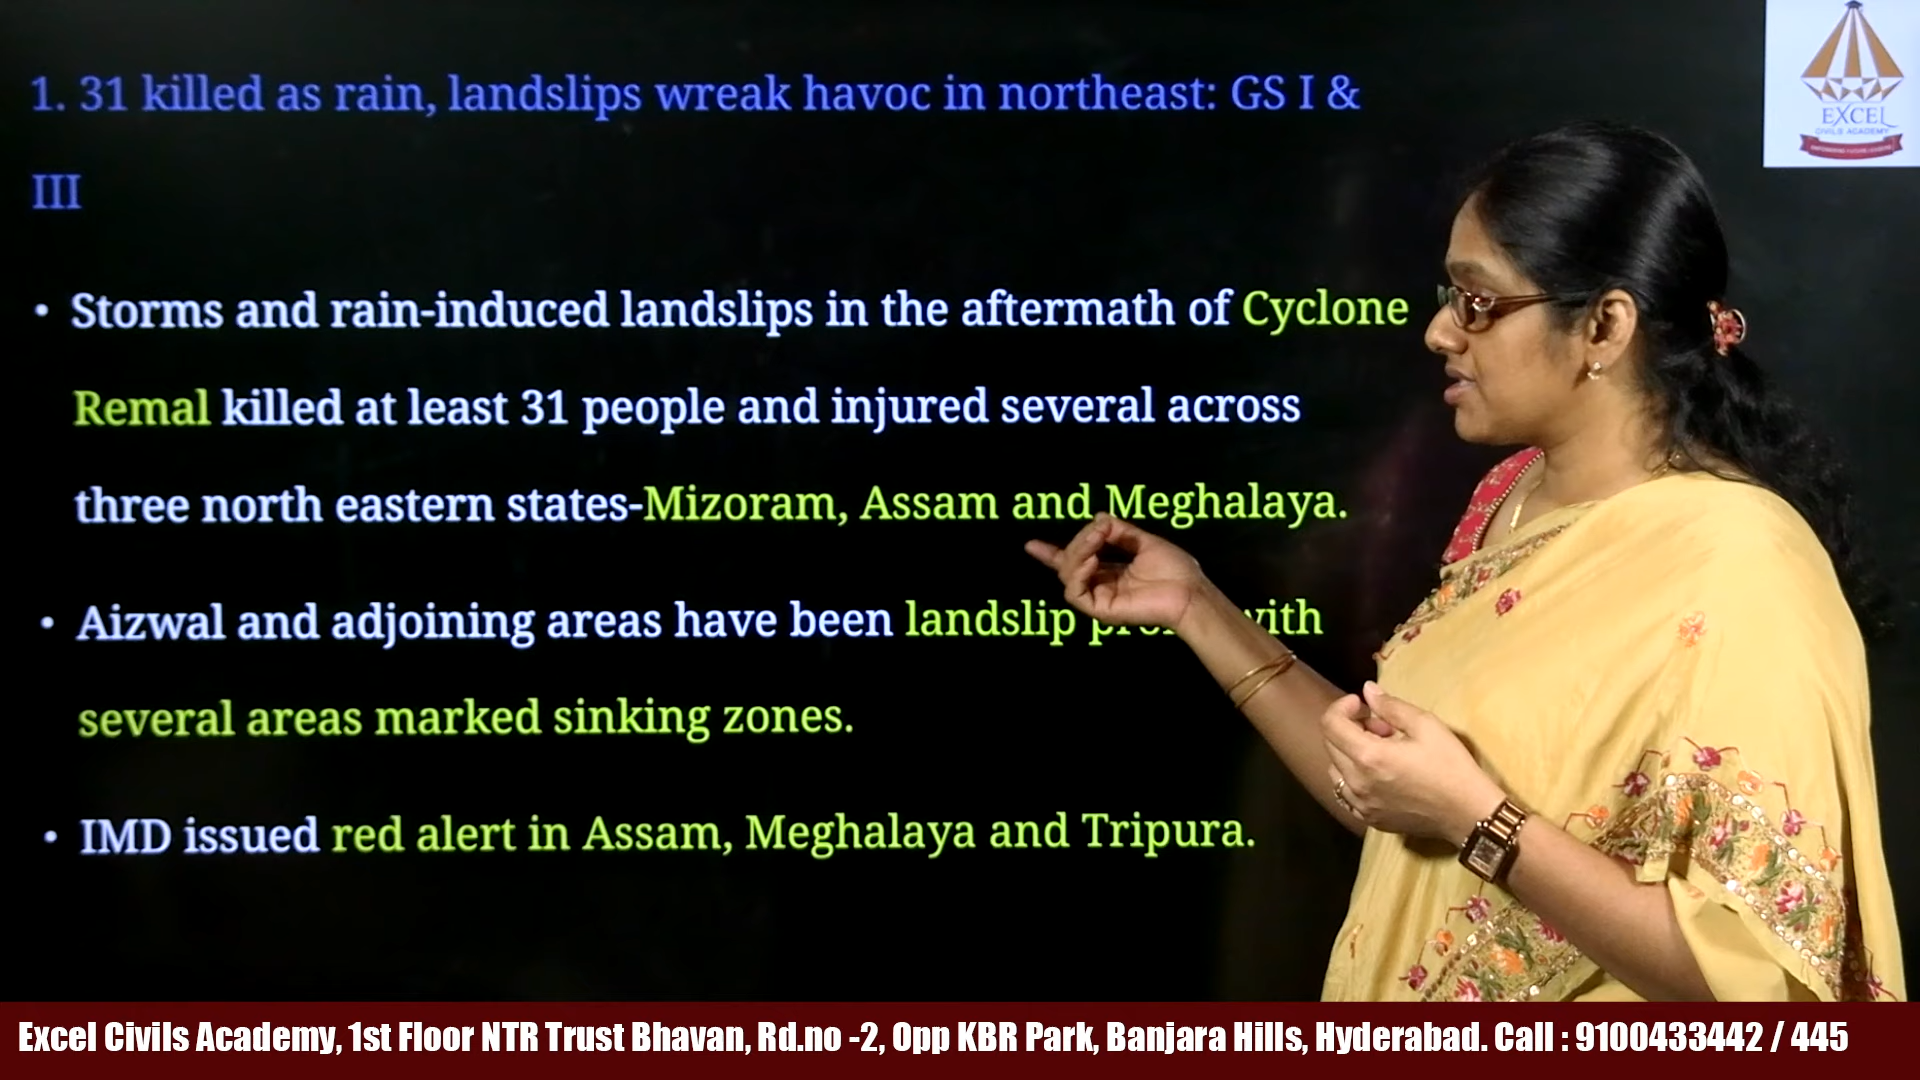 EXCEL
CIVILS ACADEMY
1. 31 killed as rain, landslips wreak havoc in northeast: GS I &
III
• Storms and rain-induced landslips in the aftermath of Cyclone
Remal killed at least 31 people and injured several across
three north eastern states-Mizoram, Assam and Meghalaya.
• Aizwal and adjoining areas have been landslip with
several areas marked sinking zones.
• IMD issued red alert in Assam, Meghalaya and Tripura.
Excel Civils Academy, 1st Floor NTR Trust Bhavan, Rd.no -2, Opp KBR Park, Banjara Hills, Hyderabad. Call : 9100433442 / 445